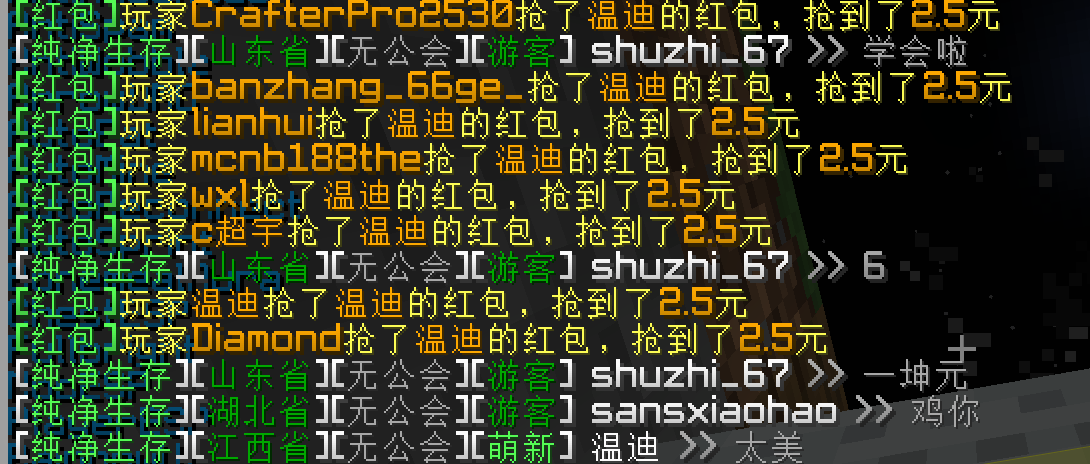 [红包]玩家CrafterPro2530抢了温迪的红包，抢到了2.5元
[纯净生存][山东省][无公会][游客] shuzhi_67 >> 学会啦
[红包]玩家banzhang_66ge_抢了温迪的红包，抢到了2.5元
[红包]玩家lianhui抢了温迪的红包，抢到了2.5元
[红包]玩家mcnb188the抢了温迪的红包，抢到了2.5元
[红包]玩家wxl抢了温迪的红包，抢到了2.5元
[红包]玩家c超宇抢了温迪的红包，抢到了2.5元
[纯净生存][山东省][无公会][游客] shuzhi_67 >> 6
[红包]玩家温迪抢了温迪的红包，抢到了2.5元
[红包]玩家Diamond抢了温迪的红包，抢到了2.5元
[纯净生存][山东省][无公会][游客] shuzhi_67 >> 一坤元
[纯净生存][湖北省][无公会][游客] sansxiaohao >> 鸡你
[纯净生存][江西省][无公会][萌新] 温迪 >> 太美